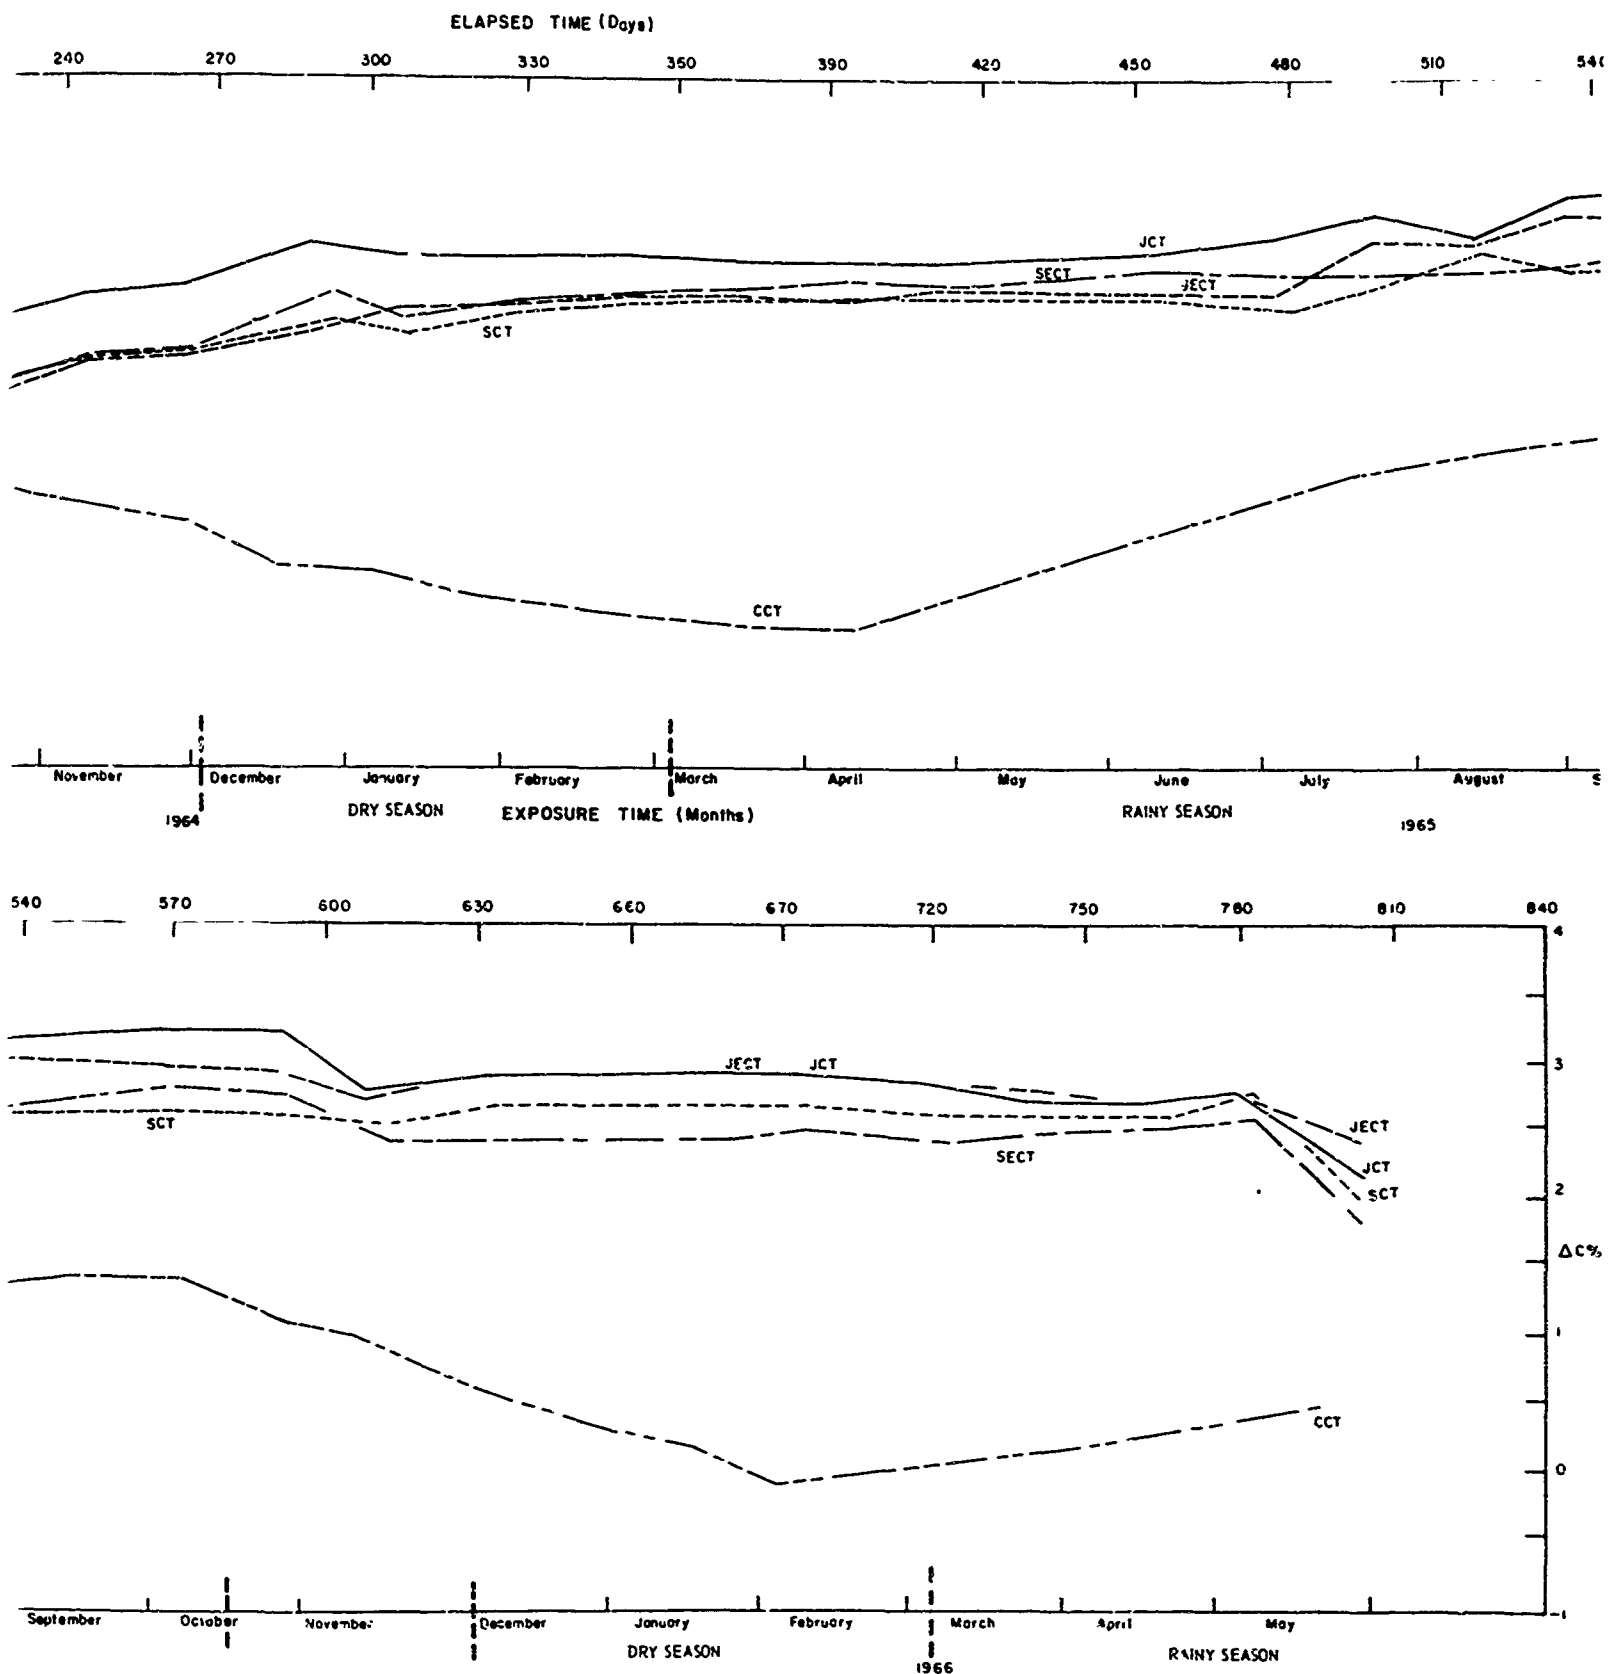 ELAPSED TIME (Days)
240 270 300 330 350 390 420 450 480 510 540
JCT
SECT
JECT
SCT
CCT
November December January February March April May June July August S
DRY SEASON EXPOSURE TIME (Months) RAINY SEASON
1964 1965
540 570 600 630 660 670 720 750 760 810 840
4
JECT JCT 3
SCT
JECT
SECT
JCT
2
SCT
ΔC%
1
CCT
0
-1
September October November December January February March April May
DRY SEASON RAINY SEASON
1966